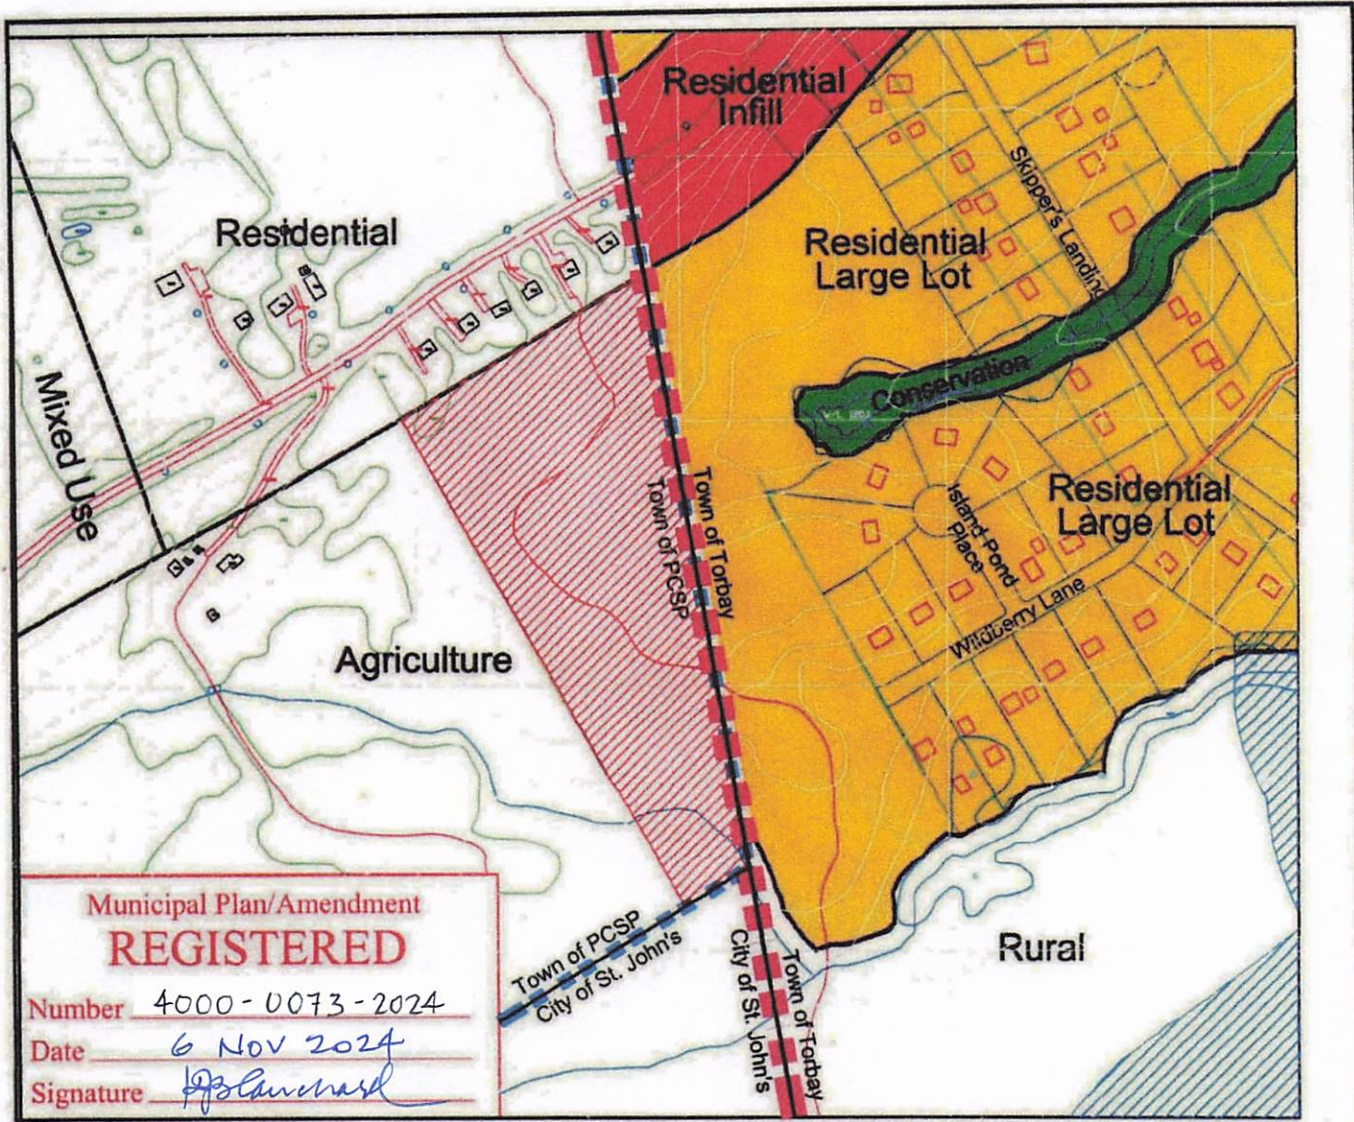 Residential
Infill
Residential
Residential
Large Lot
Skipper's Landing
Conservation
Mixed Use
Town of Torbay
Town of PCSP
Residential
Large Lot
Island Pond
Place
Wildberry Lane
Agriculture
Municipal Plan/Amendment
REGISTERED
Number 4000-0073-2024
Date 6 NOV 2024
Signature
Town of PCSP
City of St. John's
City of St. John's
Town of Torbay
Rural